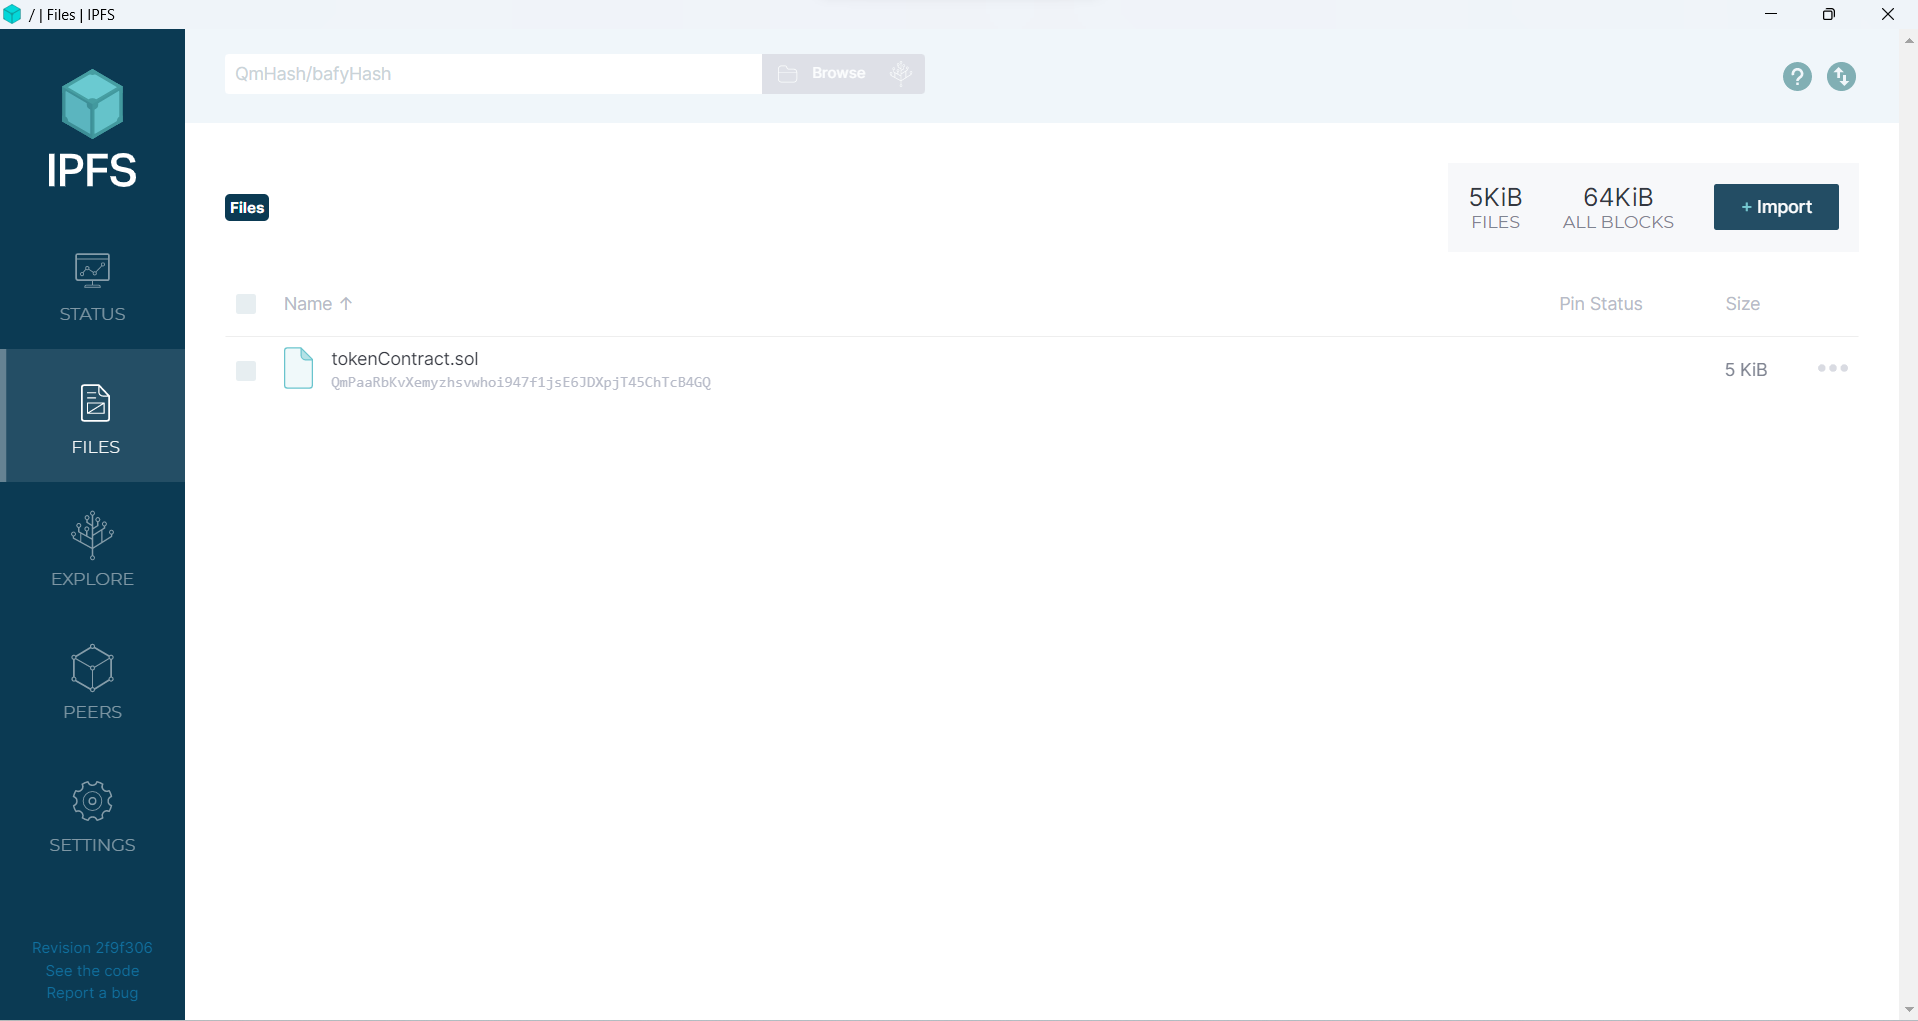 / | Files | IPFS
QmHash/bafyHash
Browse
?
IPFS
Files
5KiB
FILES
64KiB
ALL BLOCKS
+ Import
STATUS
Name ↑
Pin Status
Size
tokenContract.sol
QmPaaRbKvXemyzhsvwhoi947f1jsE6JDXpjT45ChTcB4GQ
5 KiB
FILES
EXPLORE
PEERS
SETTINGS
Revision 2f9f306
See the code
Report a bug